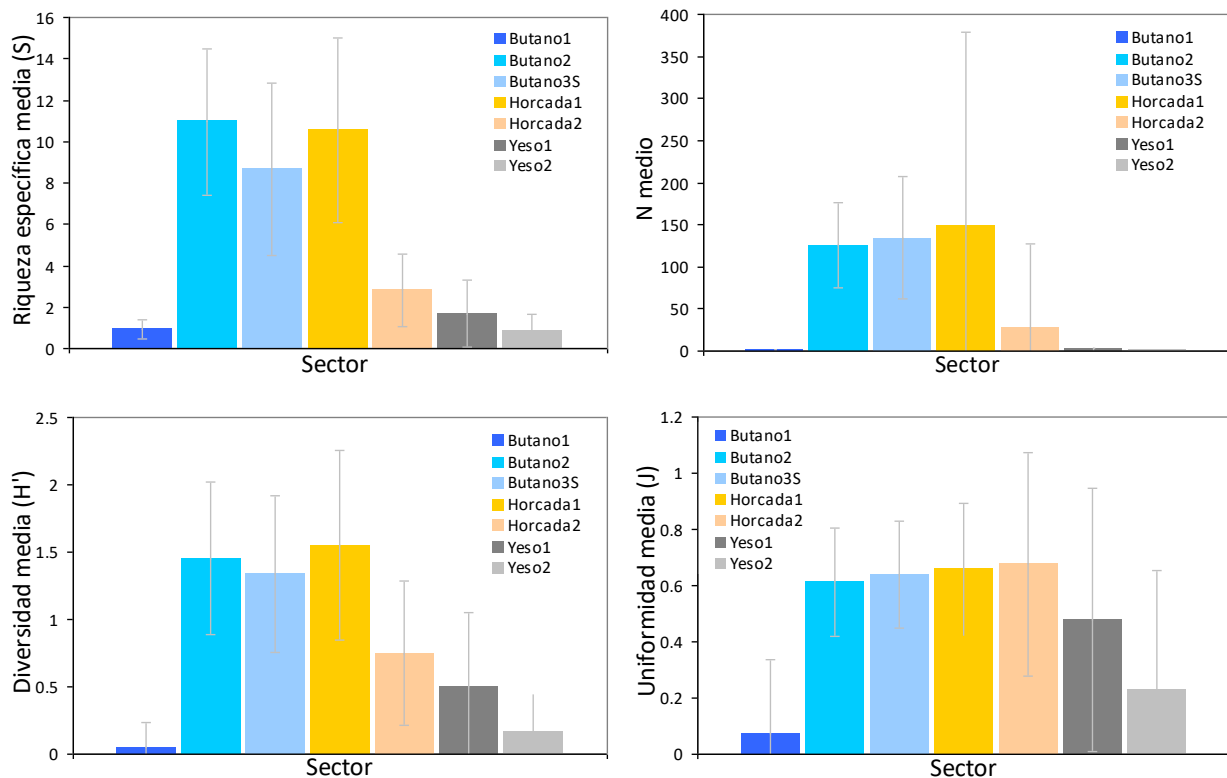 Riqueza específica media (S)
16
14
12
10
8
6
4
2
0
Butano1
Butano2
Butano3S
Horcada1
Horcada2
Yeso1
Yeso2
Sector
N medio
400
350
300
250
200
150
100
50
0
Butano1
Butano2
Butano3S
Horcada1
Horcada2
Yeso1
Yeso2
Sector
Diversidad media (H')
2.5
2
1.5
1
0.5
0
Butano1
Butano2
Butano3S
Horcada1
Horcada2
Yeso1
Yeso2
Sector
Uniformidad media (J)
1.2
1
0.8
0.6
0.4
0.2
0
Butano1
Butano2
Butano3S
Horcada1
Horcada2
Yeso1
Yeso2
Sector